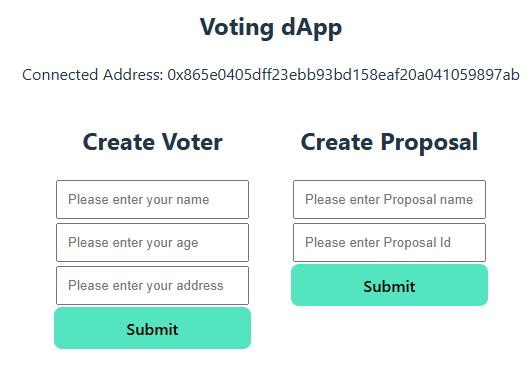 Voting dApp
Connected Address: 0x865e0405dff23ebb93bd158eaf20a041059897ab
Create Voter
Please enter your name
Please enter your age
Please enter your address
Submit
Create Proposal
Please enter Proposal name
Please enter Proposal Id
Submit